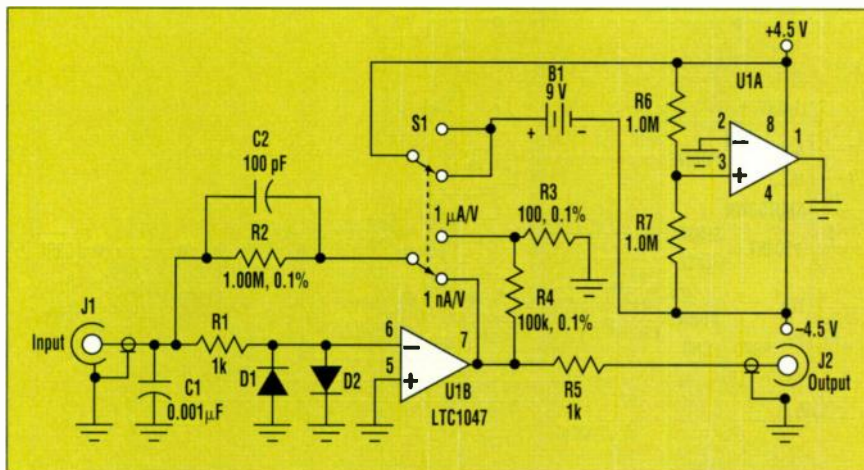 +4.5 V
U1A
B1
9 V
+
−
S1
R6
1.0M
2
8
1
−
3
+
4
C2
100 pF
R2
1.00M, 0.1%
1 μA/V
R3
100, 0.1%
R7
1.0M
1 nA/V
R4
100k, 0.1%
−4.5 V
J1
Input
R1
1k
6
−
5
+
7
U1B
LTC1047
R5
1k
J2
Output
C1
0.001μF
D1
D2